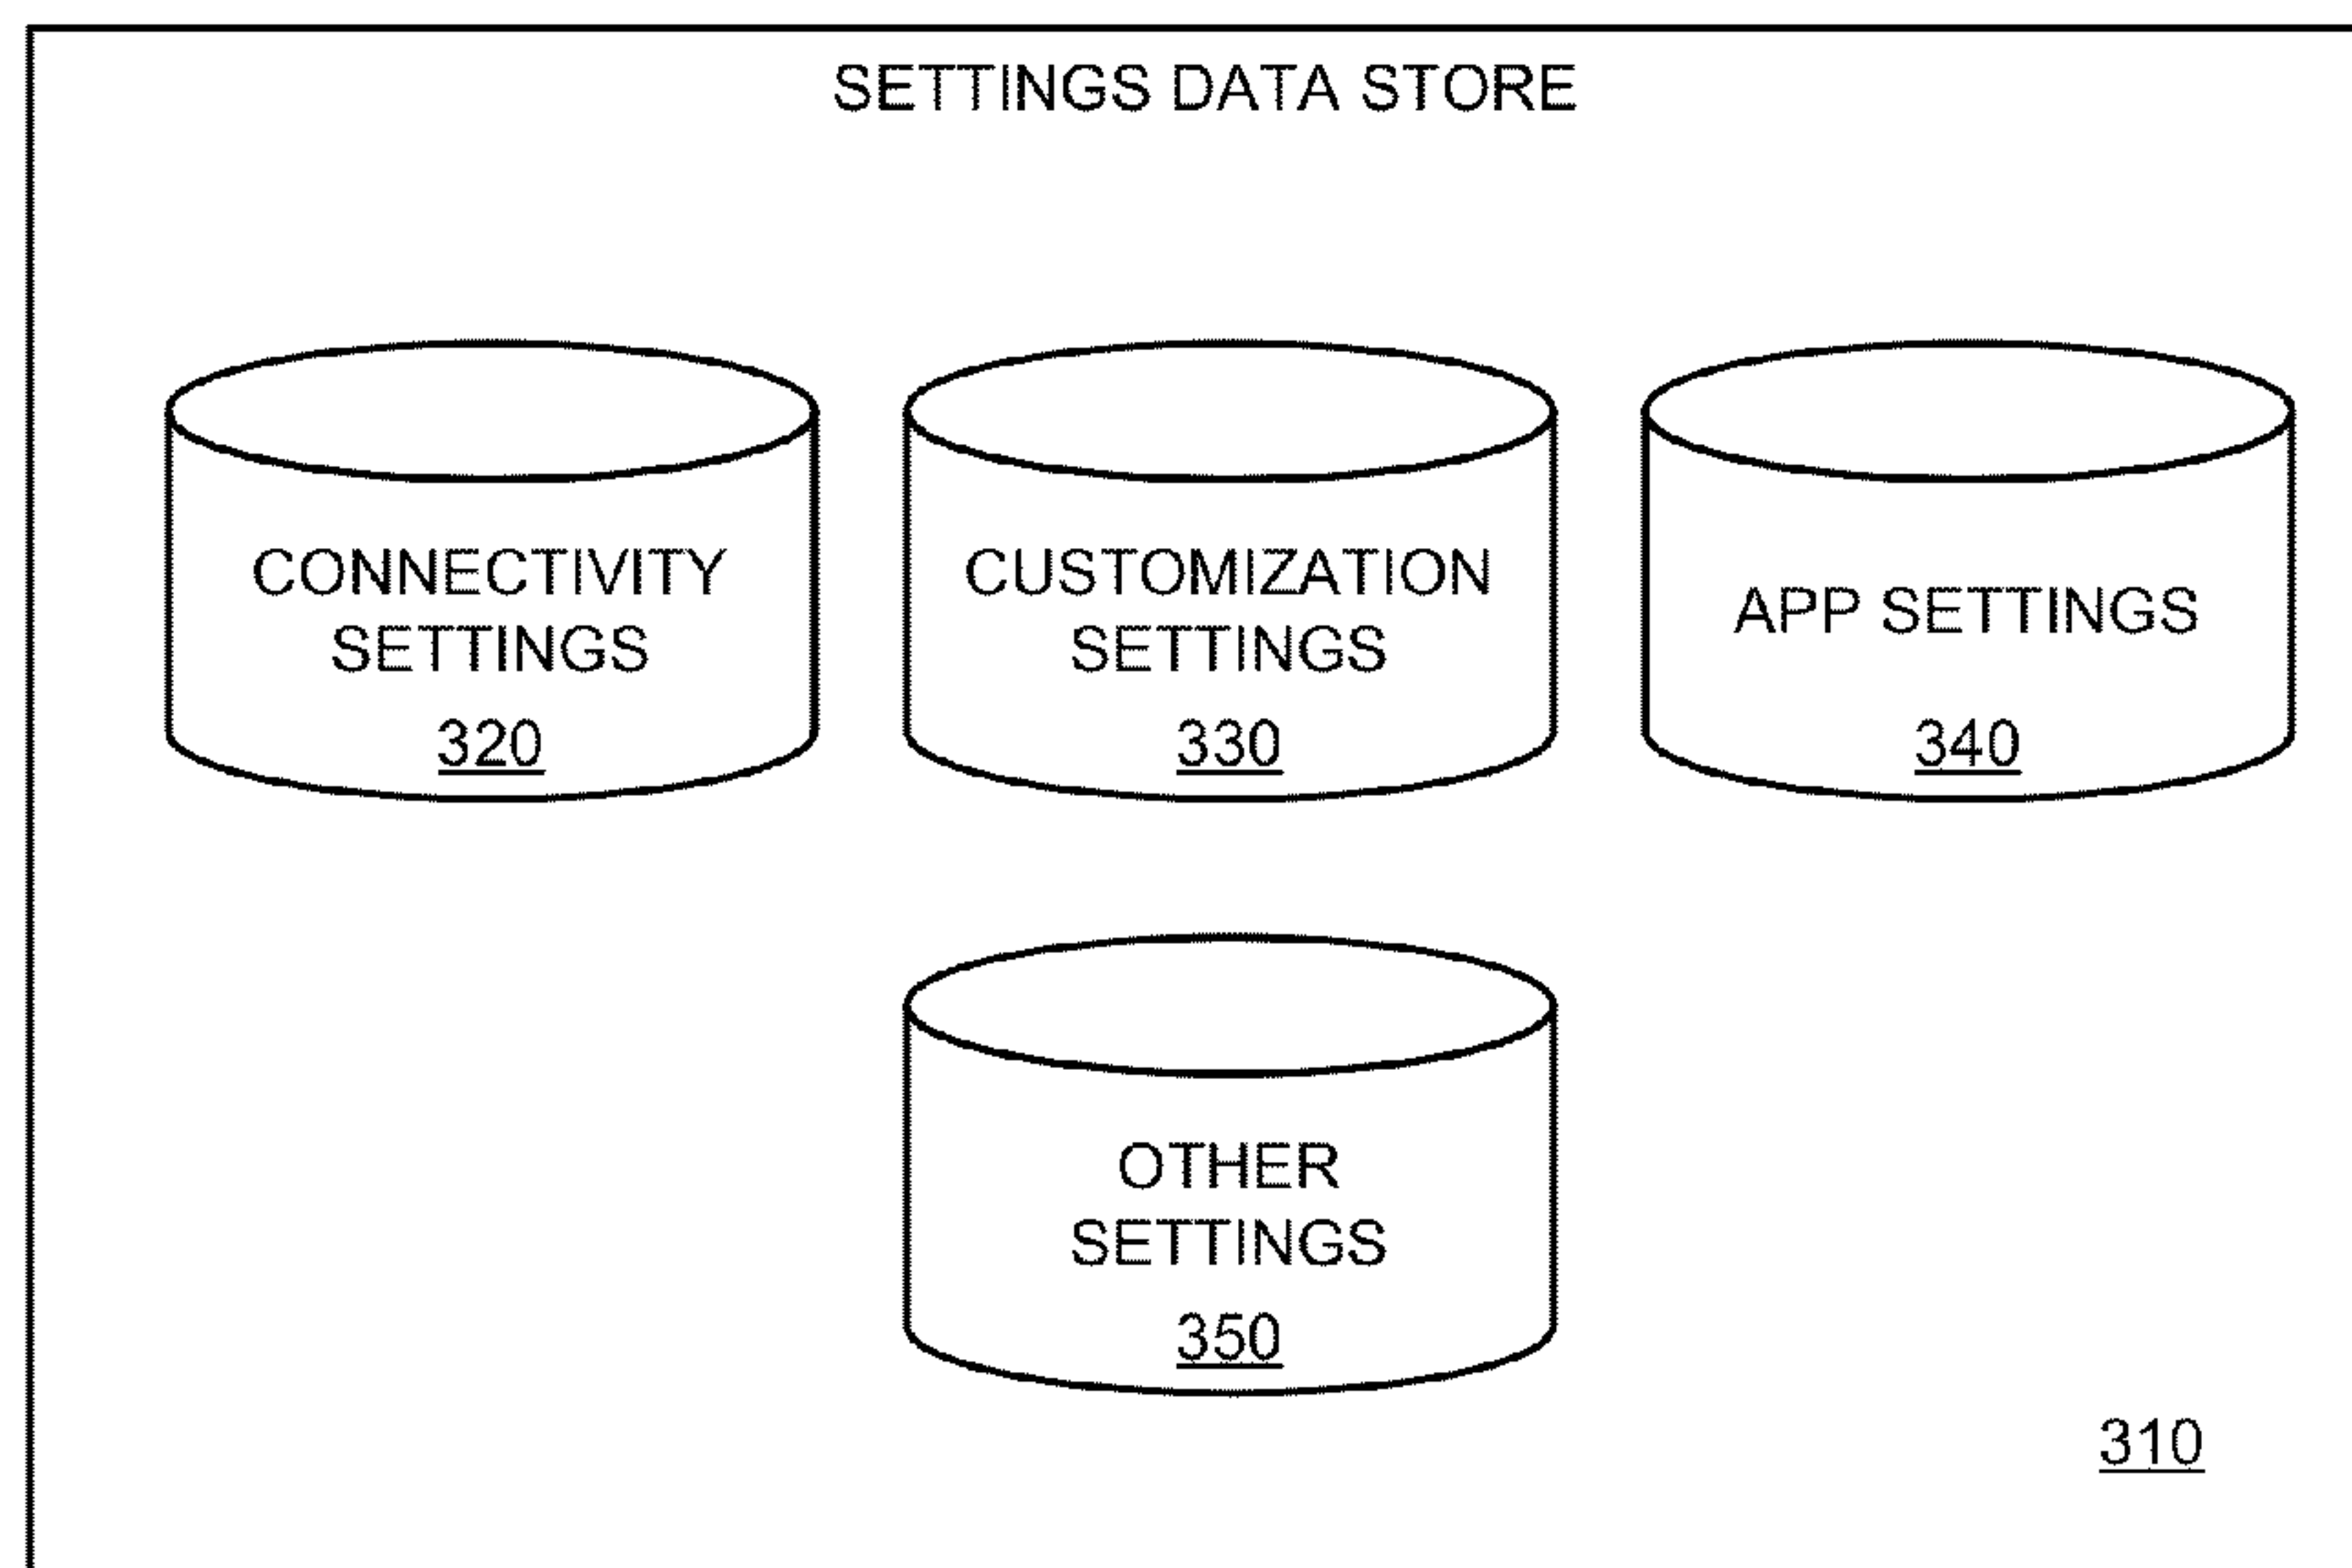 SETTINGS DATA STORE
CONNECTIVITY
SETTINGS
320
CUSTOMIZATION
SETTINGS
330
APP SETTINGS
340
OTHER
SETTINGS
350
310